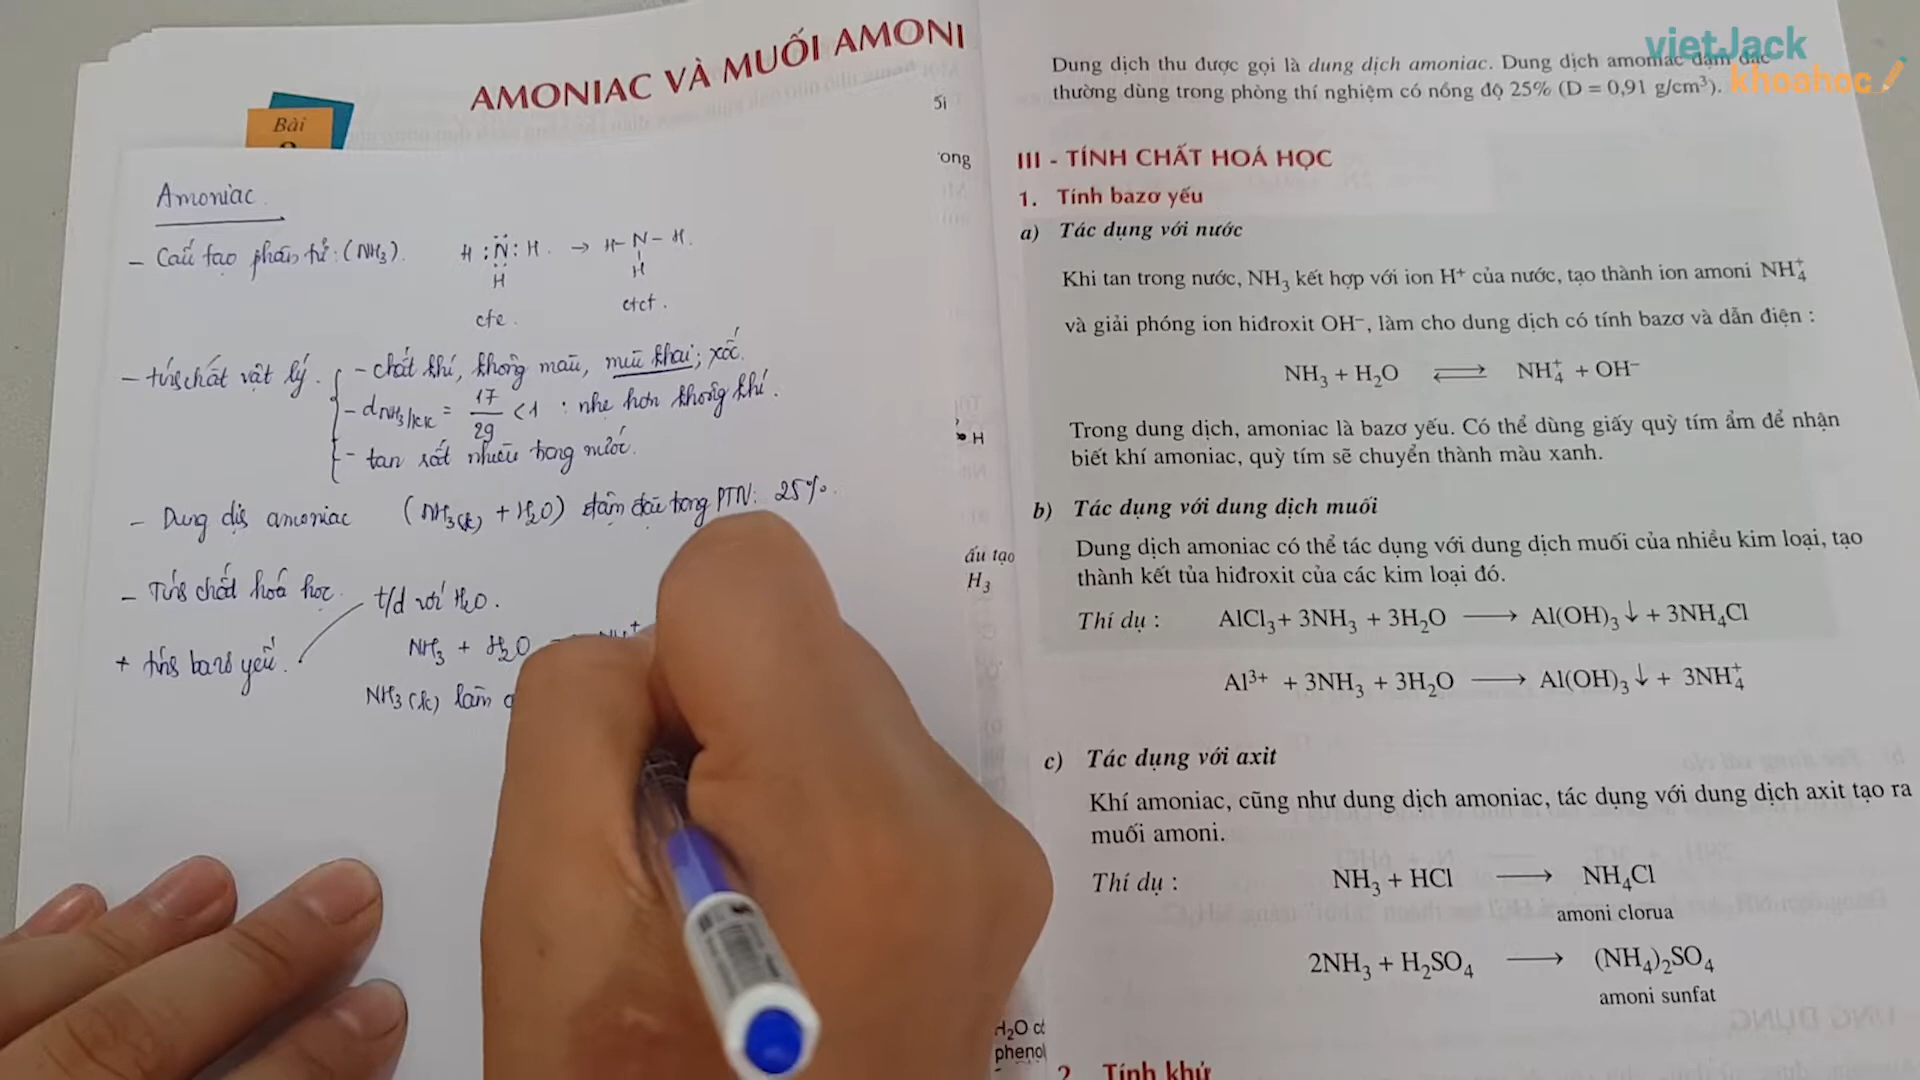 AMONIAC VÀ MUỐI AMONI
Bài
Amoniac.
- Cấu tạo phân tử: (NH3). H : N : H. → H - N - H.
H H
cte. ctct.
- tính chất vật lý. - chất khí, không màu, mùi khai; xốc.
- dNH3/KK = 17/29 < 1 : nhẹ hơn không khí.
- tan rất nhiều trong nước.
- Dung dịch amoniac (NH3(k) + H2O) đậm đặc trong PTN: 25%.
- Tính chất hoá học.
t/d với H2O.
+ tính bazơ yếu. NH3 + H2O
NH3(k) làm
5i
ong
H
ấu tạo
H3
H2O có
phenol
vietJack
khoahoc
Dung dịch thu được gọi là dung dịch amoniac. Dung dịch amoniac đậm đặc
thường dùng trong phòng thí nghiệm có nồng độ 25% (D = 0,91 g/cm³).
III - TÍNH CHẤT HOÁ HỌC
1. Tính bazơ yếu
a) Tác dụng với nước
Khi tan trong nước, NH3 kết hợp với ion H⁺ của nước, tạo thành ion amoni NH4⁺
và giải phóng ion hiđroxit OH⁻, làm cho dung dịch có tính bazơ và dẫn điện :
NH3 + H2O ⇌ NH4⁺ + OH⁻
Trong dung dịch, amoniac là bazơ yếu. Có thể dùng giấy quỳ tím ẩm để nhận
biết khí amoniac, quỳ tím sẽ chuyển thành màu xanh.
b) Tác dụng với dung dịch muối
Dung dịch amoniac có thể tác dụng với dung dịch muối của nhiều kim loại, tạo
thành kết tủa hiđroxit của các kim loại đó.
Thí dụ : AlCl3 + 3NH3 + 3H2O ⟶ Al(OH)3↓ + 3NH4Cl
Al³⁺ + 3NH3 + 3H2O ⟶ Al(OH)3↓ + 3NH4⁺
c) Tác dụng với axit
Khí amoniac, cũng như dung dịch amoniac, tác dụng với dung dịch axit tạo ra
muối amoni.
Thí dụ : NH3 + HCl ⟶ NH4Cl
amoni clorua
2NH3 + H2SO4 ⟶ (NH4)2SO4
amoni sunfat
2. Tính khử